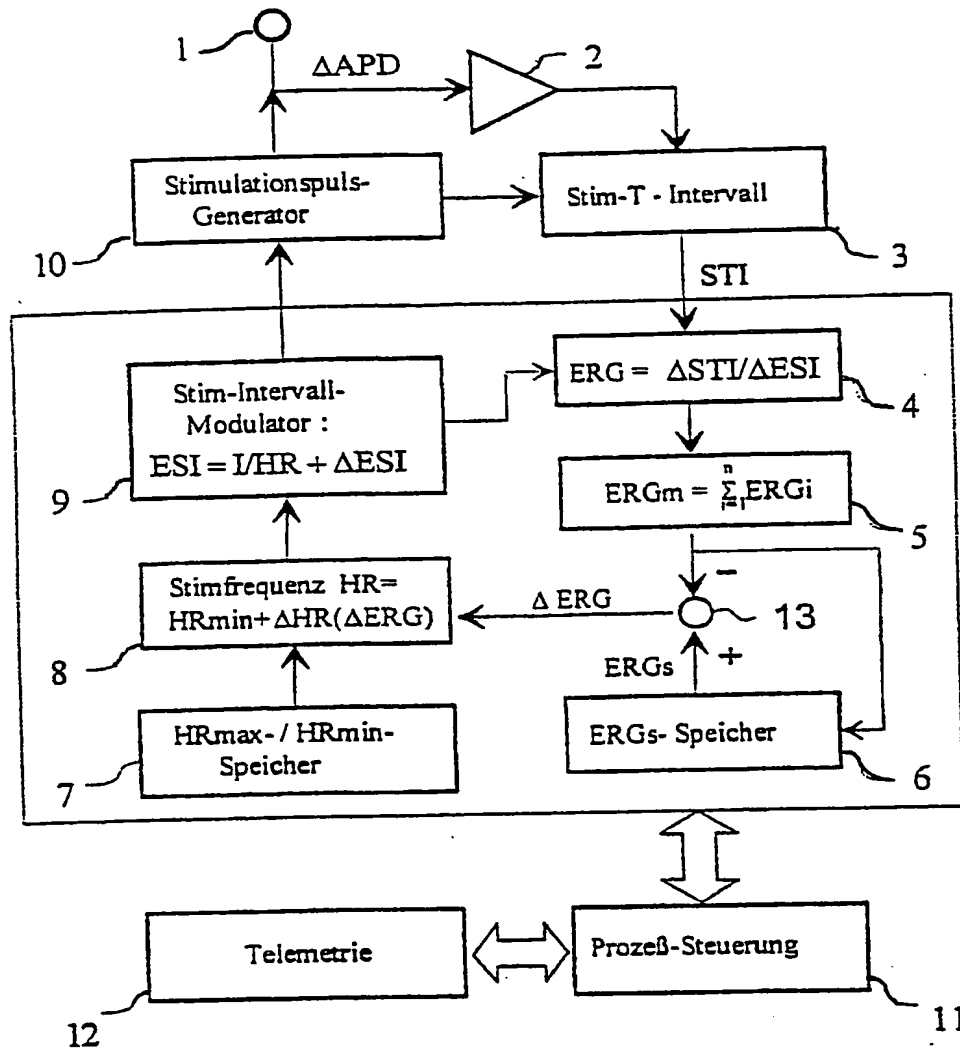 1
ΔAPD
2
Stimulationspuls-
Generator
10
Stim-T - Intervall
3
STI
Stim-Intervall-
Modulator :
ESI = I/HR + ΔESI
9
ERG = ΔSTI/ΔESI
4
ERGm = n Σ i=1 ERGi
5
Stimfrequenz HR=
HRmin+ΔHR(ΔERG)
8
Δ ERG
-
13
+
ERGs
HRmax- / HRmin-
Speicher
7
ERGs- Speicher
6
Telemetrie
12
Prozeß-Steuerung
11